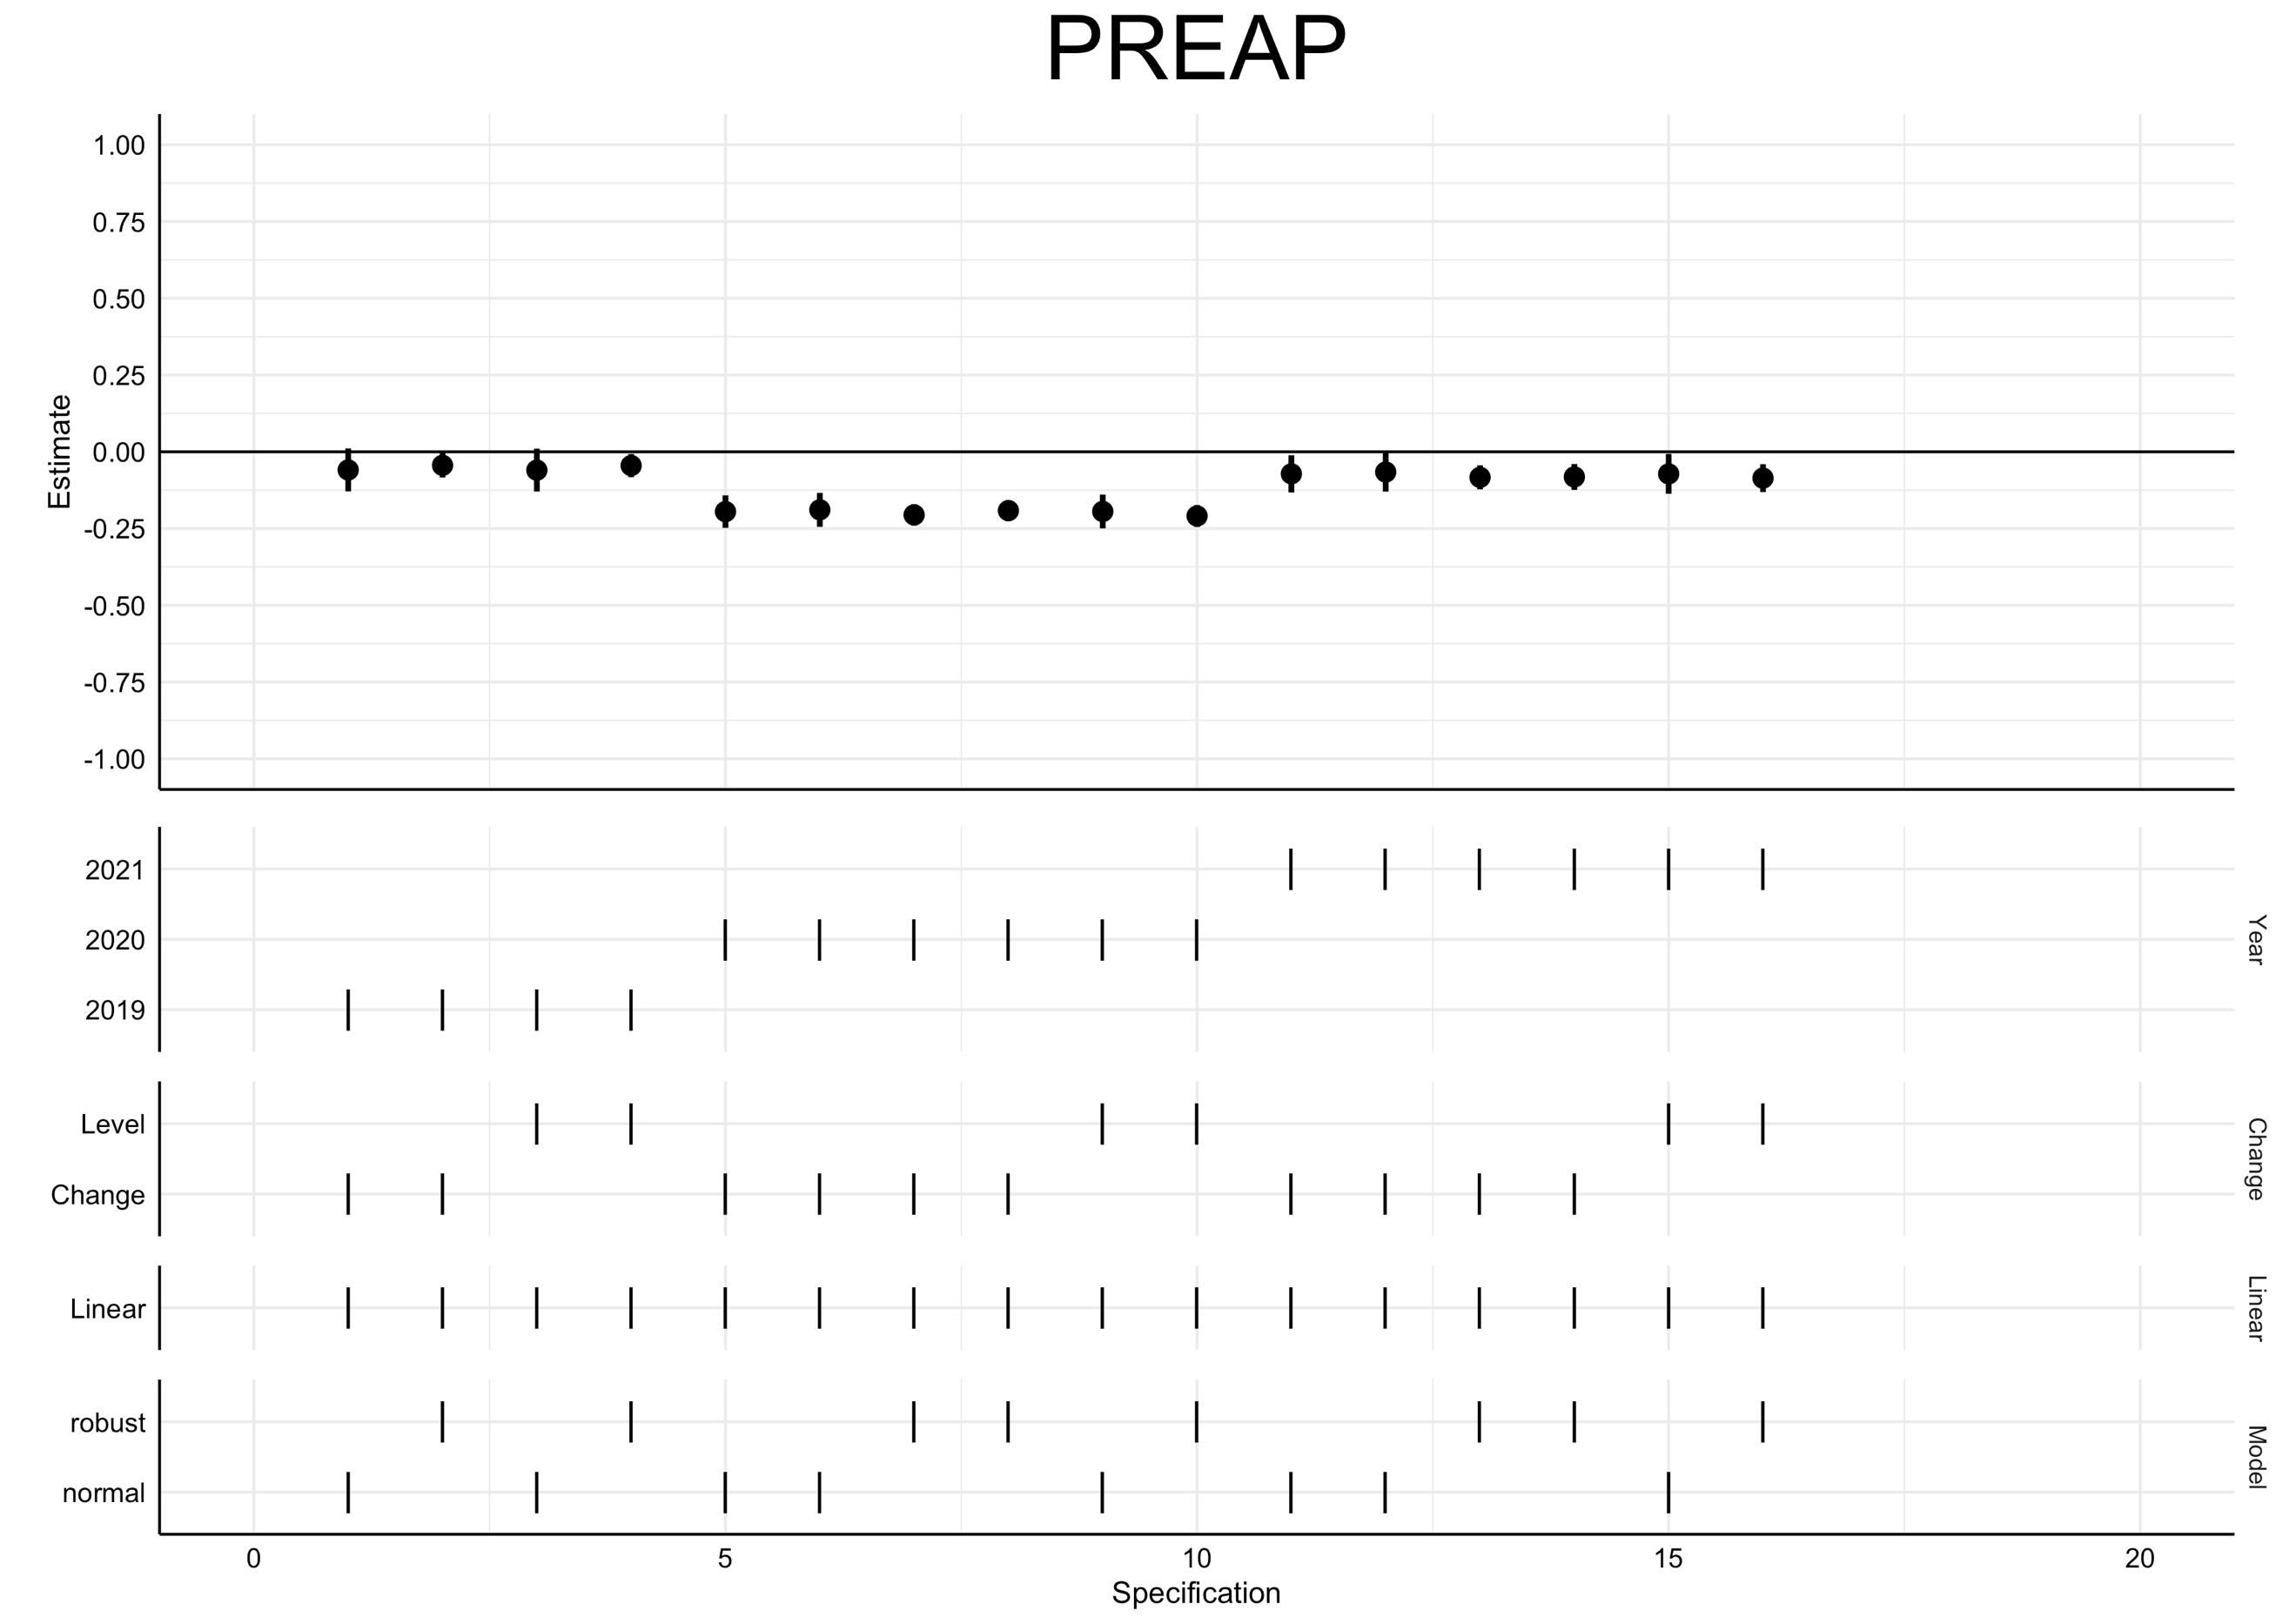 PREAP
1.00
0.75
0.50
0.25
0.00
-0.25
-0.50
-0.75
-1.00
Estimate
2021
2020
2019
Year
Level
Change
Change
Linear
Linear
robust
normal
Model
0 5 10 15 20
Specification